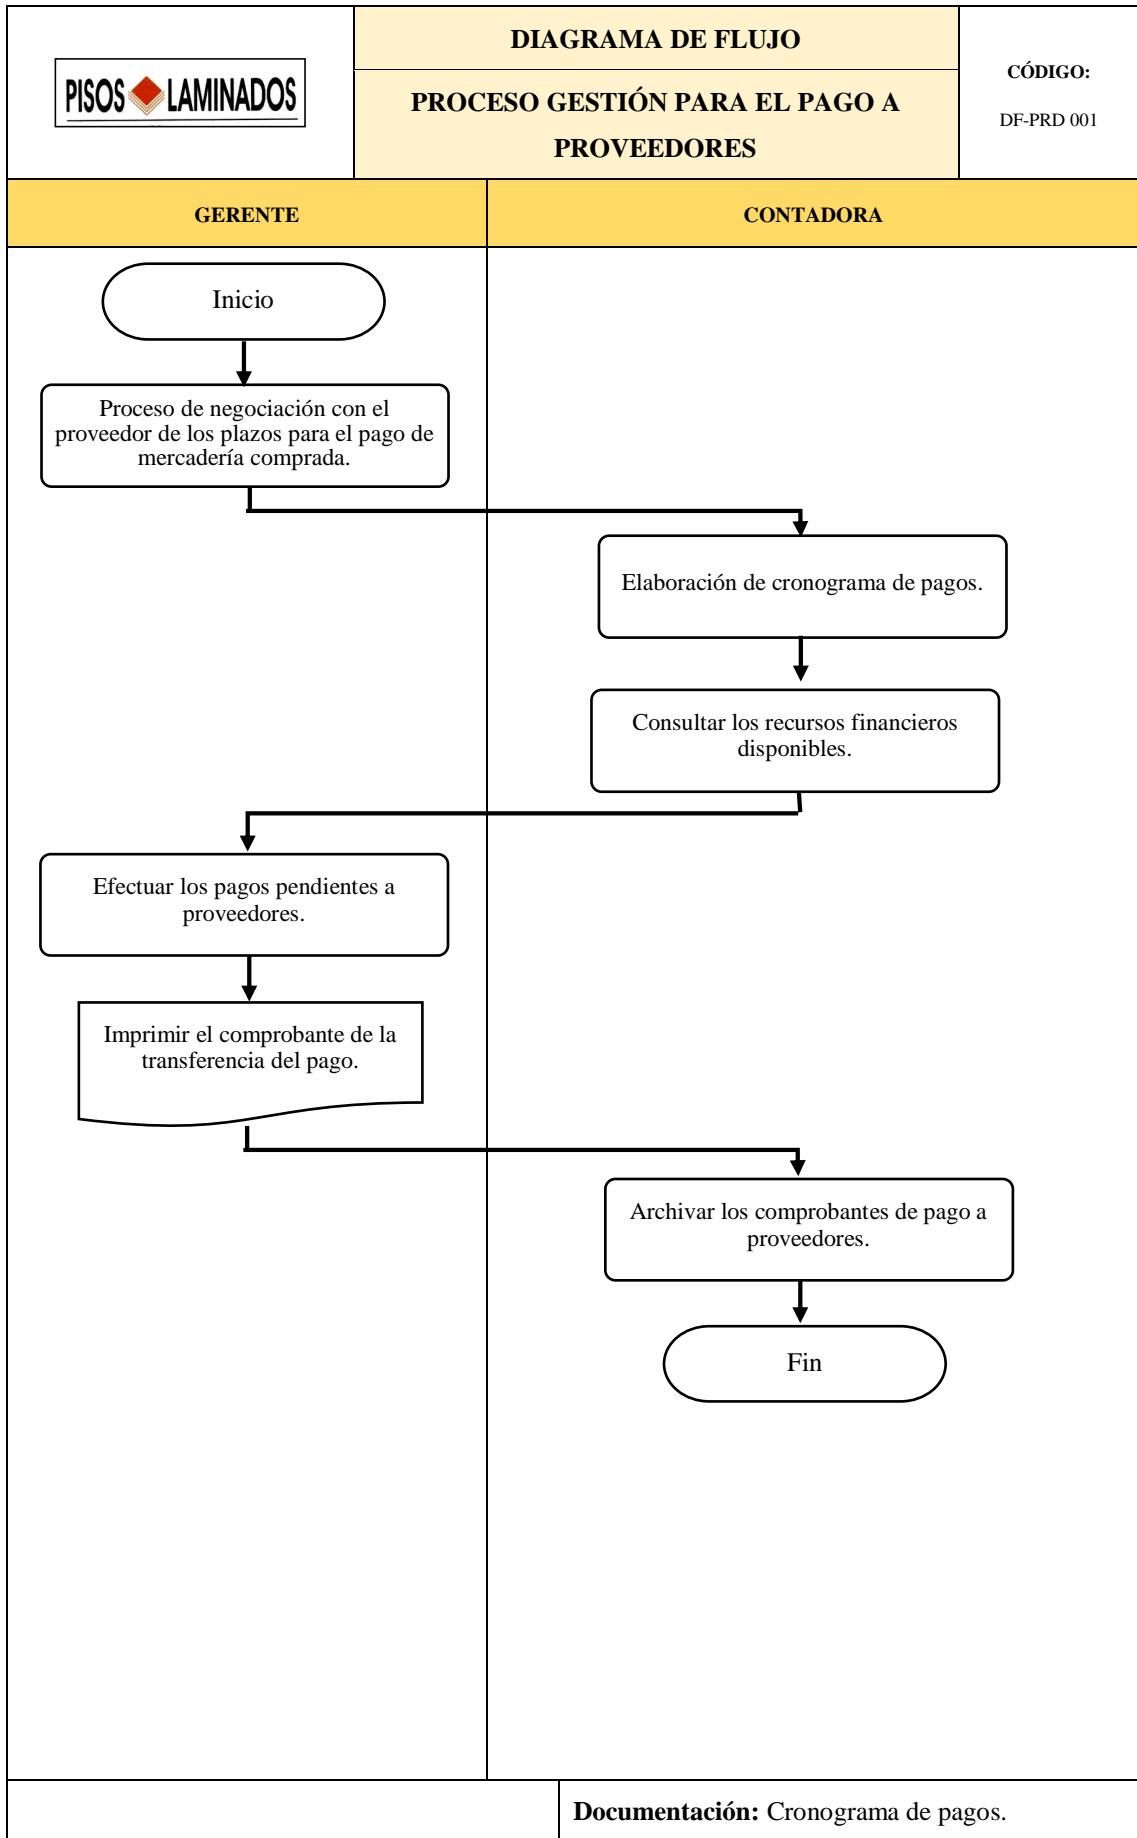 PISOS LAMINADOS
DIAGRAMA DE FLUJO
PROCESO GESTIÓN PARA EL PAGO A
PROVEEDORES
CÓDIGO:
DF-PRD 001
GERENTE
CONTADORA
Inicio
Proceso de negociación con el
proveedor de los plazos para el pago de
mercadería comprada.
Elaboración de cronograma de pagos.
Consultar los recursos financieros
disponibles.
Efectuar los pagos pendientes a
proveedores.
Imprimir el comprobante de la
transferencia del pago.
Archivar los comprobantes de pago a
proveedores.
Fin
Documentación: Cronograma de pagos.